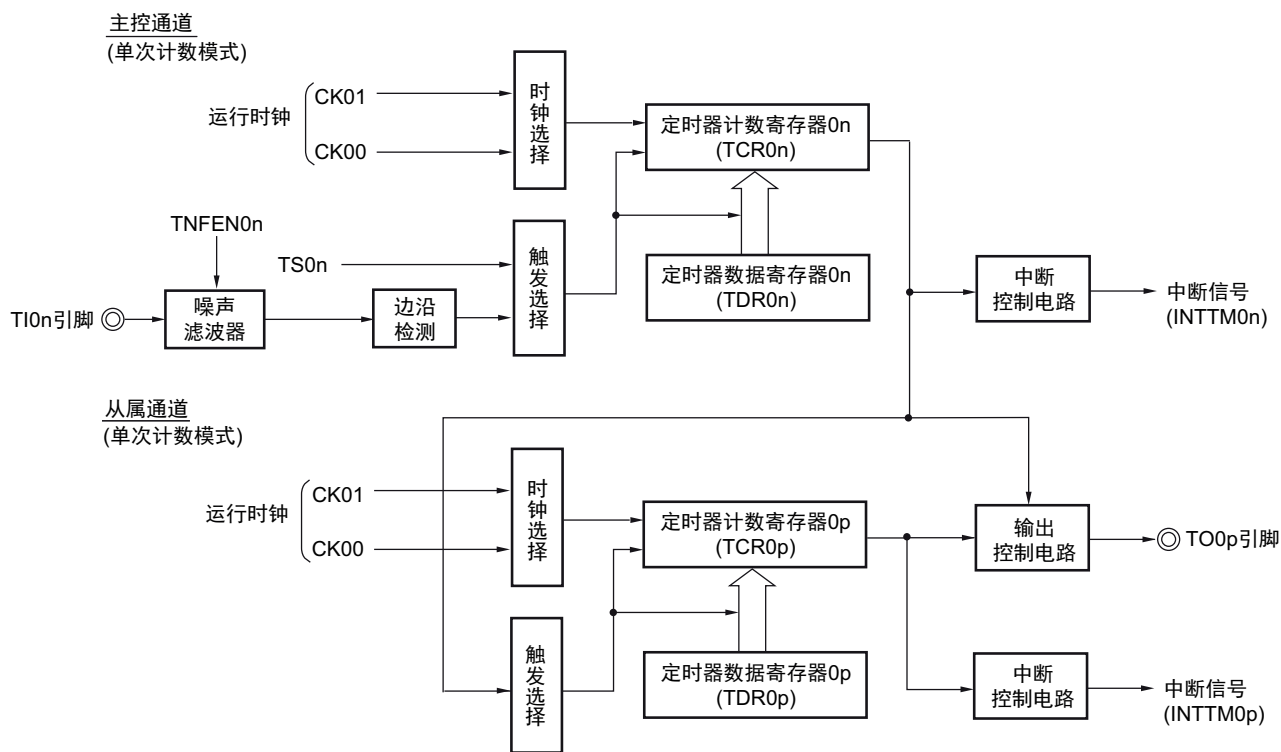 主控通道
(单次计数模式)
运行时钟
CK01
CK00
时钟选择
定时器计数寄存器0n
(TCR0n)
TNFEN0n
TS0n
触发选择
定时器数据寄存器0n
(TDR0n)
中断
控制电路
中断信号
(INTTM0n)
TI0n引脚
噪声
滤波器
边沿
检测
从属通道
(单次计数模式)
运行时钟
CK01
CK00
时钟选择
定时器计数寄存器0p
(TCR0p)
输出
控制电路
TO0p引脚
触发选择
定时器数据寄存器0p
(TDR0p)
中断
控制电路
中断信号
(INTTM0p)